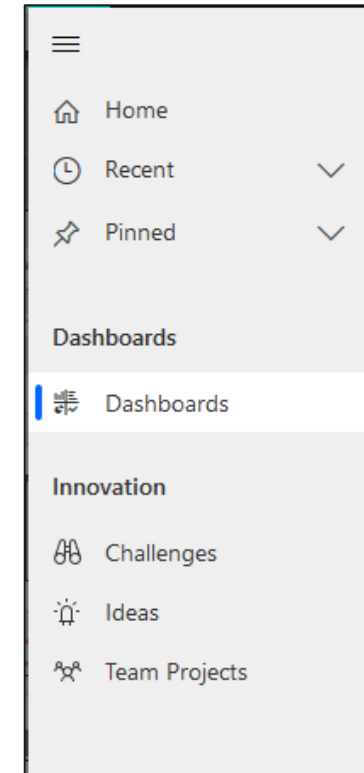 Home
Recent
Pinned
Dashboards
Dashboards
Innovation
Challenges
Ideas
Team Projects